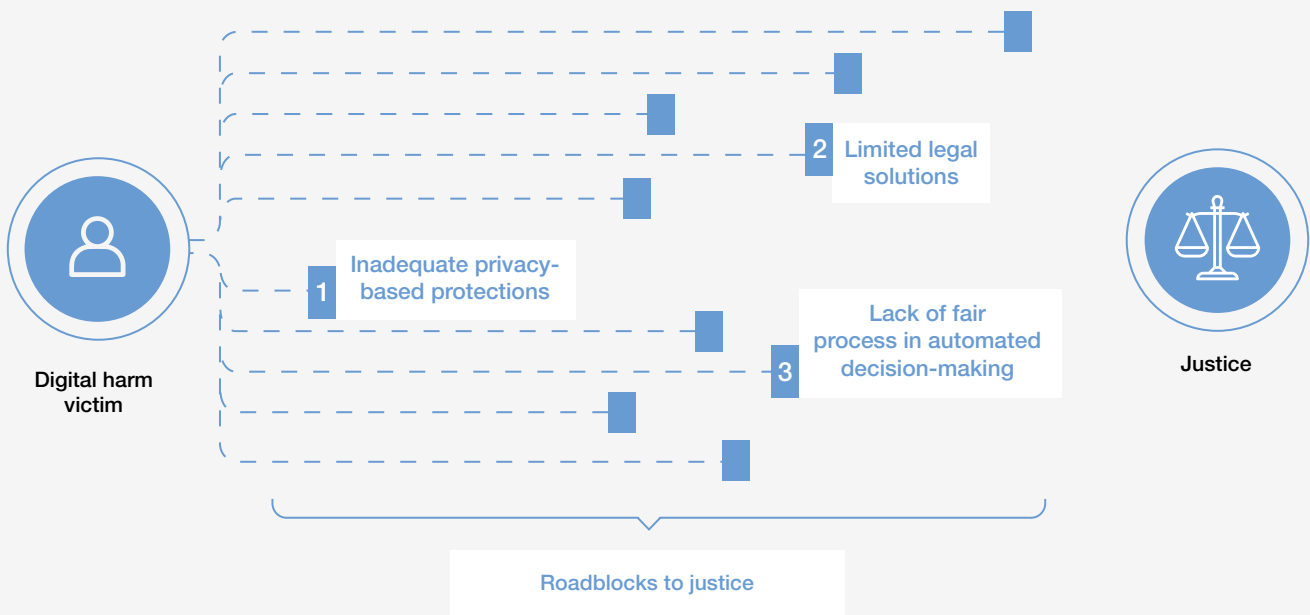 2
Limited legal
solutions
1
Inadequate privacy-
based protections
3
Lack of fair
process in automated
decision-making
Digital harm
victim
Justice
Roadblocks to justice